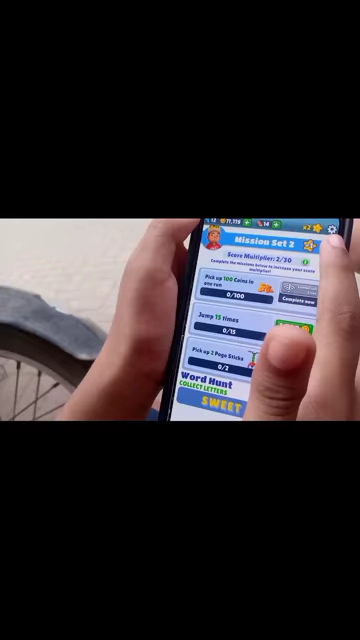 14
x2
Mission Set 2
Score Multiplier: 2/30
Complete the missions below to increase your score
multiplier!
Pick up 100 Coins in
one run
0/100
Complete now
Jump 15 times
0/15
Pick up 2 Pogo Sticks
0/2
Word Hunt
COLLECT LETTERS
SWEET